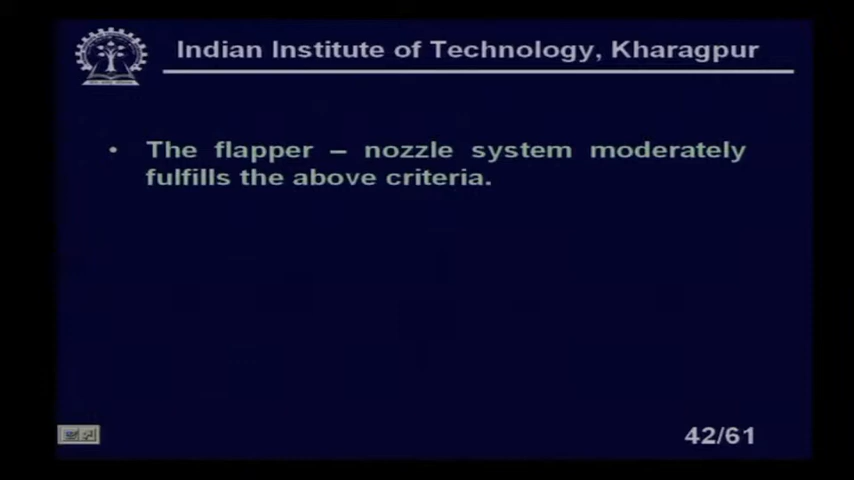 Indian Institute of Technology, Kharagpur
• The flapper – nozzle system moderately
fulfills the above criteria.
42/61